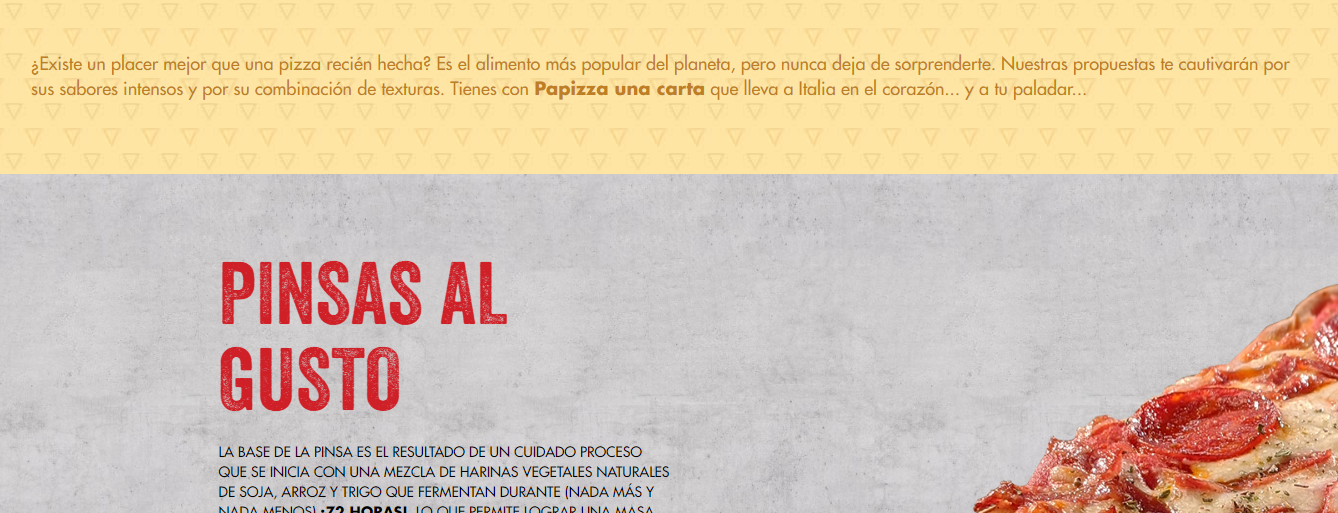 ¿Existe un placer mejor que una pizza recién hecha? Es el alimento más popular del planeta, pero nunca deja de sorprenderte. Nuestras propuestas te cautivarán por
sus sabores intensos y por su combinación de texturas. Tienes con Papizza una carta que lleva a Italia en el corazón... y a tu paladar...
PINSAS AL
GUSTO
LA BASE DE LA PINSA ES EL RESULTADO DE UN CUIDADO PROCESO
QUE SE INICIA CON UNA MEZCLA DE HARINAS VEGETALES NATURALES
DE SOJA, ARROZ Y TRIGO QUE FERMENTAN DURANTE (NADA MÁS Y
NADA MENOS) ¡72 HORAS!, LO QUE PERMITE LOGRAR UNA MASA